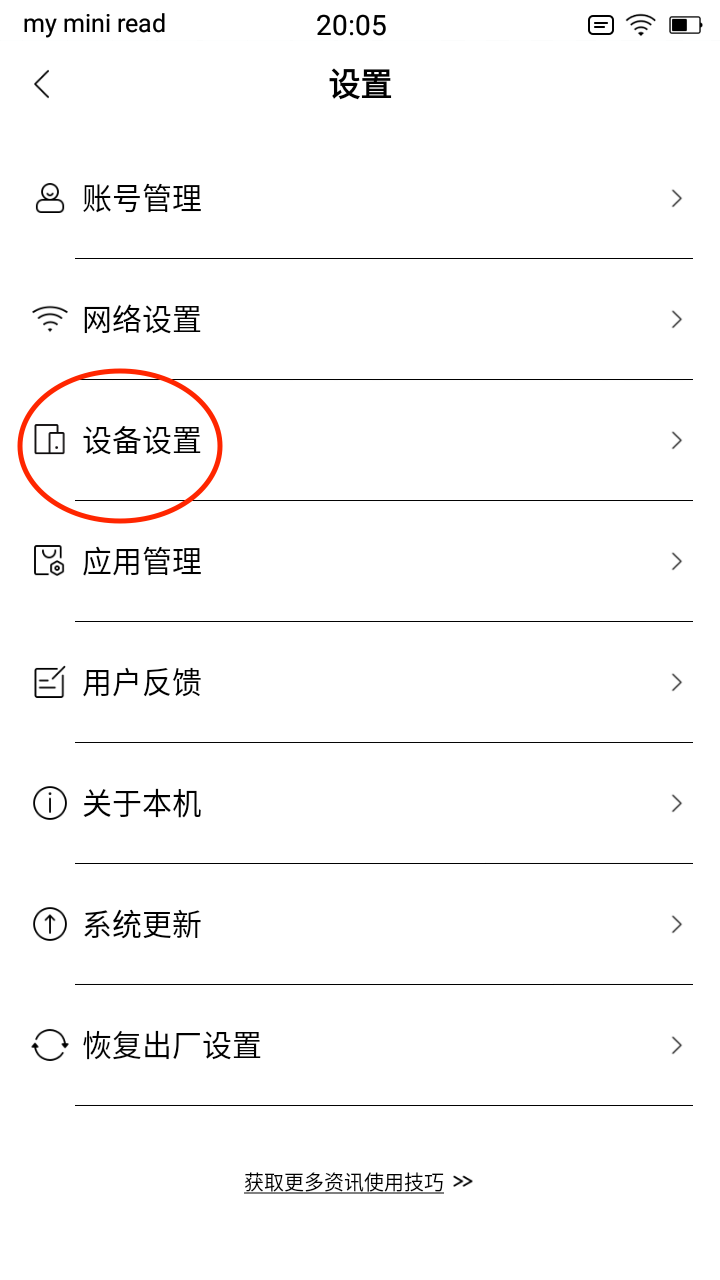 my mini read 20:05
设置
账号管理
网络设置
设备设置
应用管理
用户反馈
关于本机
系统更新
恢复出厂设置
获取更多资讯使用技巧 >>